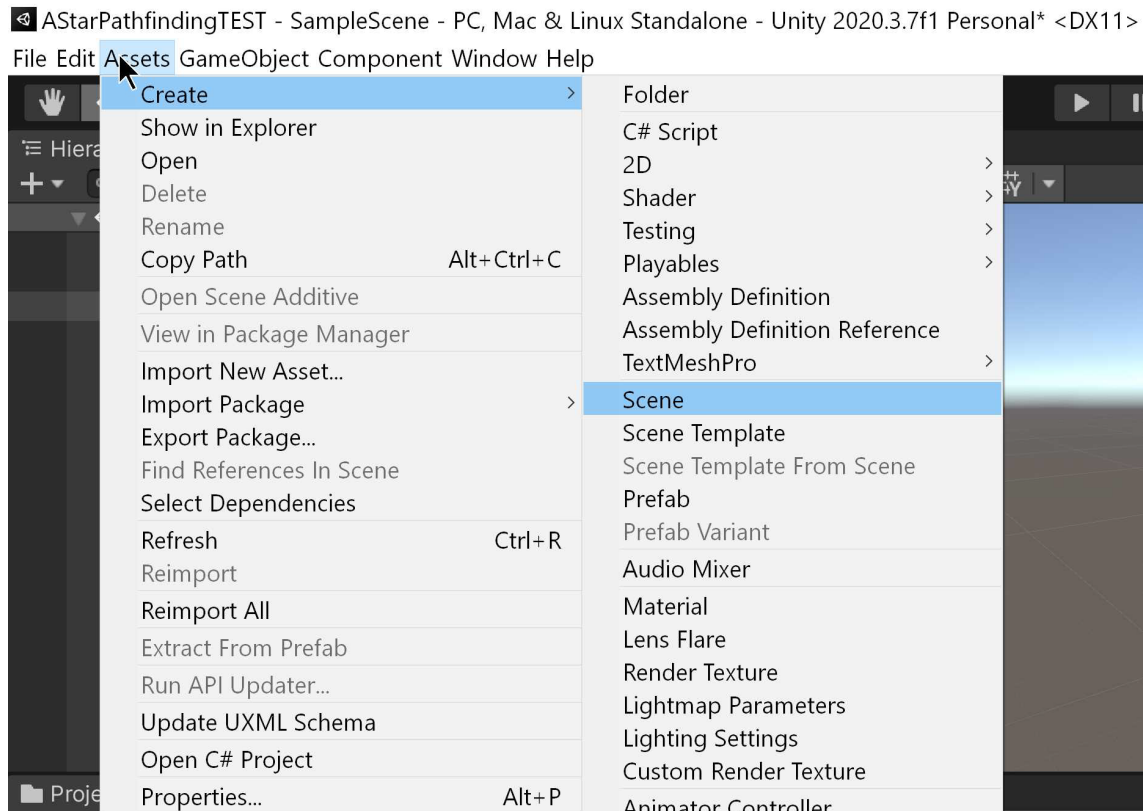 AStarPathfindingTEST - SampleScene - PC, Mac & Linux Standalone - Unity 2020.3.7f1 Personal* <DX11>
File Edit Assets GameObject Component Window Help
Hiera
Create
Show in Explorer
Open
Delete
Rename
Copy Path Alt+Ctrl+C
Open Scene Additive
View in Package Manager
Import New Asset...
Import Package
Export Package...
Find References In Scene
Select Dependencies
Refresh Ctrl+R
Reimport
Reimport All
Extract From Prefab
Run API Updater...
Update UXML Schema
Open C# Project
Properties... Alt+P
Folder
C# Script
2D
Shader
Testing
Playables
Assembly Definition
Assembly Definition Reference
TextMeshPro
Scene
Scene Template
Scene Template From Scene
Prefab
Prefab Variant
Audio Mixer
Material
Lens Flare
Render Texture
Lightmap Parameters
Lighting Settings
Custom Render Texture
Animator Controller
Proje